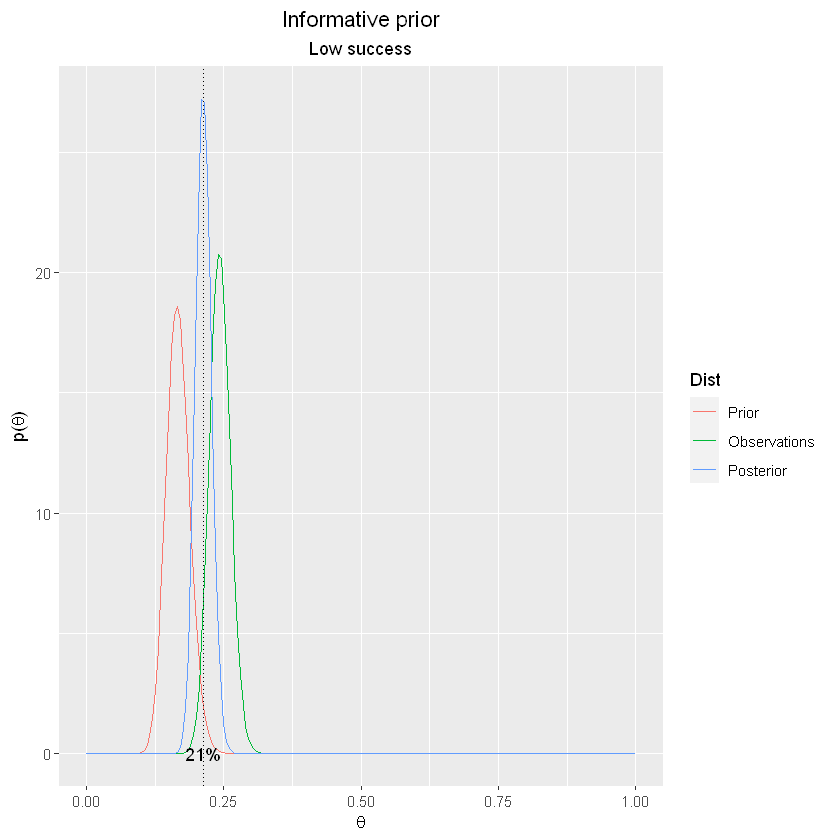 Informative prior
Low success
p(θ)
20
10
0
21%
0.00 0.25 0.50 0.75 1.00
θ
Dist
Prior
Observations
Posterior